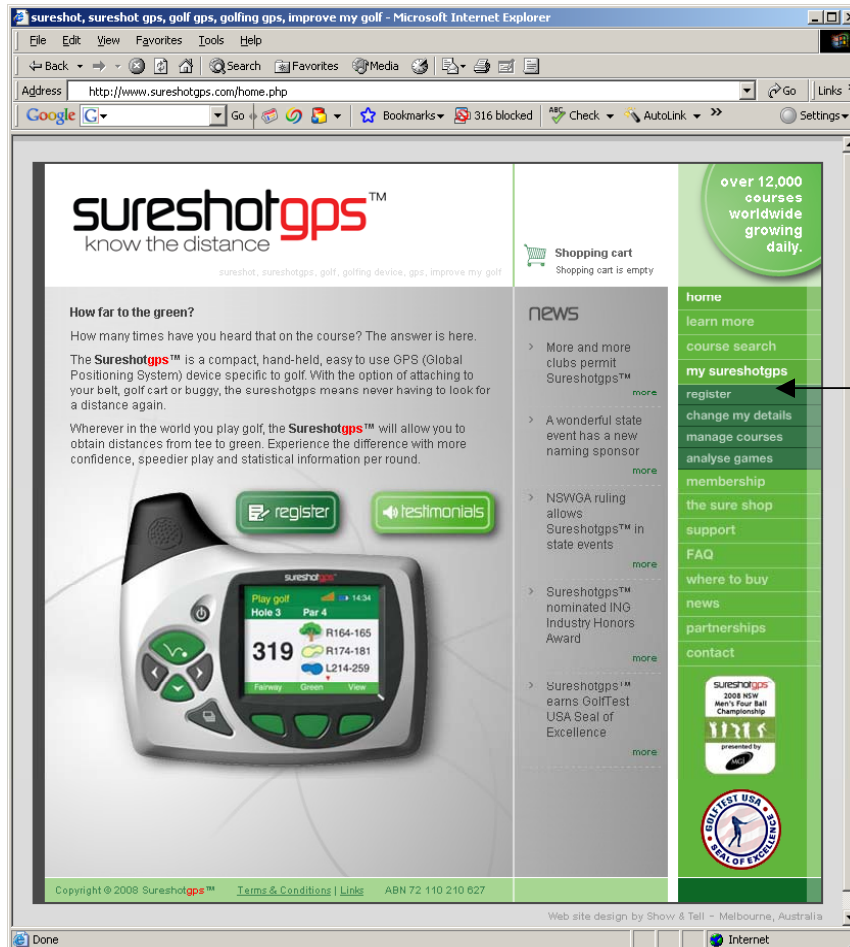 sureshot, sureshot gps, golf gps, golfing gps, improve my golf - Microsoft Internet Explorer
File Edit View Favorites Tools Help
Back Search Favorites Media
Address http://www.sureshotgps.com/home.php Go Links
Google G Go Bookmarks 316 blocked ABC Check AutoLink » Settings
sureshotgps™
know the distance
sureshot, sureshotgps, golf, golfing device, gps, improve my golf
Shopping cart
Shopping cart is empty
over 12,000
courses
worldwide
growing
daily.
How far to the green?
How many times have you heard that on the course? The answer is here.
The Sureshotgps™ is a compact, hand-held, easy to use GPS (Global
Positioning System) device specific to golf. With the option of attaching to
your belt, golf cart or buggy, the sureshotgps means never having to look for
a distance again.
Wherever in the world you play golf, the Sureshotgps™ will allow you to
obtain distances from tee to green. Experience the difference with more
confidence, speedier play and statistical information per round.
register
testimonials
sureshotgps
Play golf 14:34
Hole 3 Par 4
319
R164-165
R174-181
L214-259
Fairway Green View
news
> More and more
clubs permit
Sureshotgps™
more
> A wonderful state
event has a new
naming sponsor
more
> NSWGA ruling
allows
Sureshotgps™ in
state events
more
> Sureshotgps™
nominated ING
Industry Honors
Award
more
> Sureshotgps™
earns GolfTest
USA Seal of
Excellence
more
home
learn more
course search
my sureshotgps
register
change my details
manage courses
analyse games
membership
the sure shop
support
FAQ
where to buy
news
partnerships
contact
sureshotgps
2008 NSW
Men's Four Ball
Championship
presented by
MGI
GOLFTEST USA
SEAL OF EXCELLENCE
Copyright © 2008 Sureshotgps™ Terms & Conditions | Links ABN 72 110 210 627
Web site design by Show & Tell - Melbourne, Australia
Done Internet